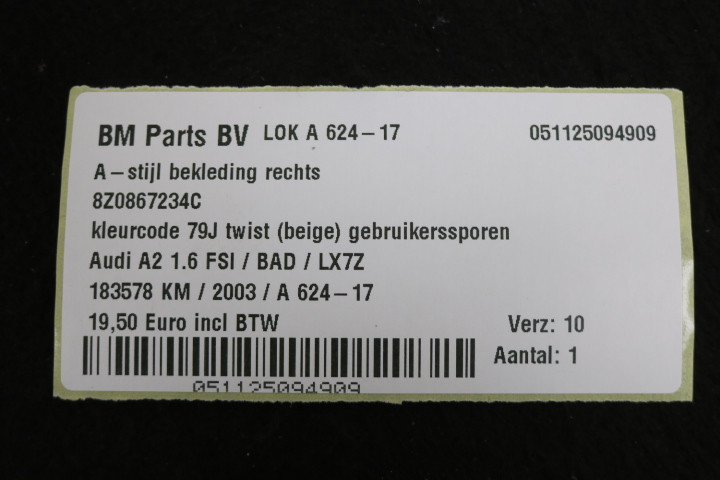 BM Parts BV LOK A 624-17 051125094909
A-stijl bekleding rechts
8Z0867234C
kleurcode 79J twist (beige) gebruikerssporen
Audi A2 1.6 FSI / BAD / LX7Z
183578 KM / 2003 / A 624-17
19,50 Euro incl BTW Verz: 10
Aantal: 1
051125094909